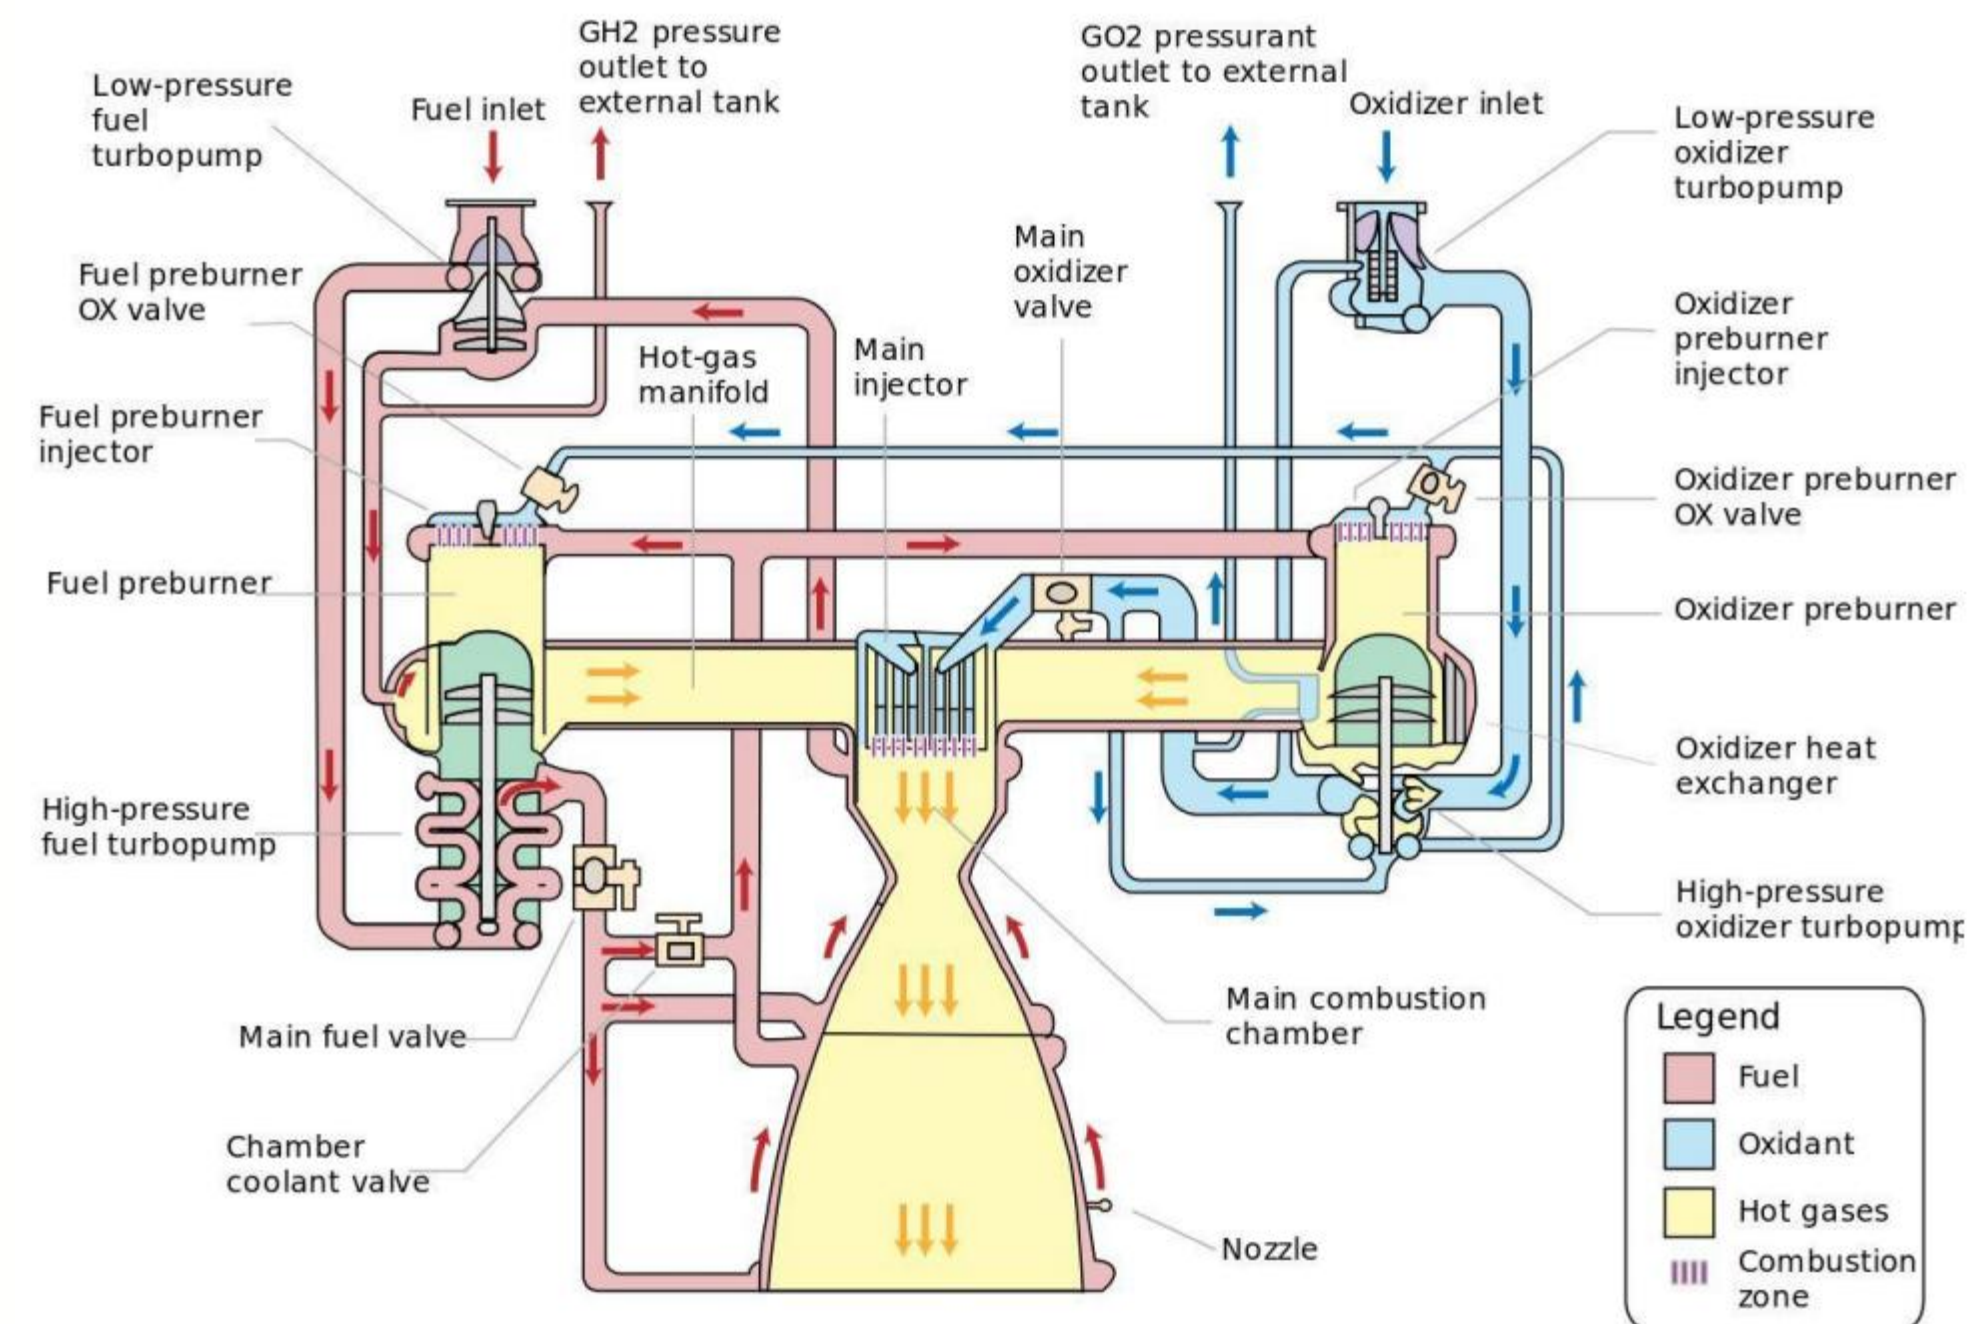 Low-pressure
fuel
turbopump
Fuel inlet
GH2 pressure
outlet to
external tank
GO2 pressurant
outlet to external
tank
Oxidizer inlet
Low-pressure
oxidizer
turbopump
Fuel preburner
OX valve
Main
oxidizer
valve
Hot-gas
manifold
Main
injector
Oxidizer
preburner
injector
Fuel preburner
injector
Oxidizer preburner
OX valve
Fuel preburner
Oxidizer preburner
Oxidizer heat
exchanger
High-pressure
fuel turbopump
High-pressure
oxidizer turbopump
Main fuel valve
Main combustion
chamber
Chamber
coolant valve
Nozzle
Legend
Fuel
Oxidant
Hot gases
Combustion
zone